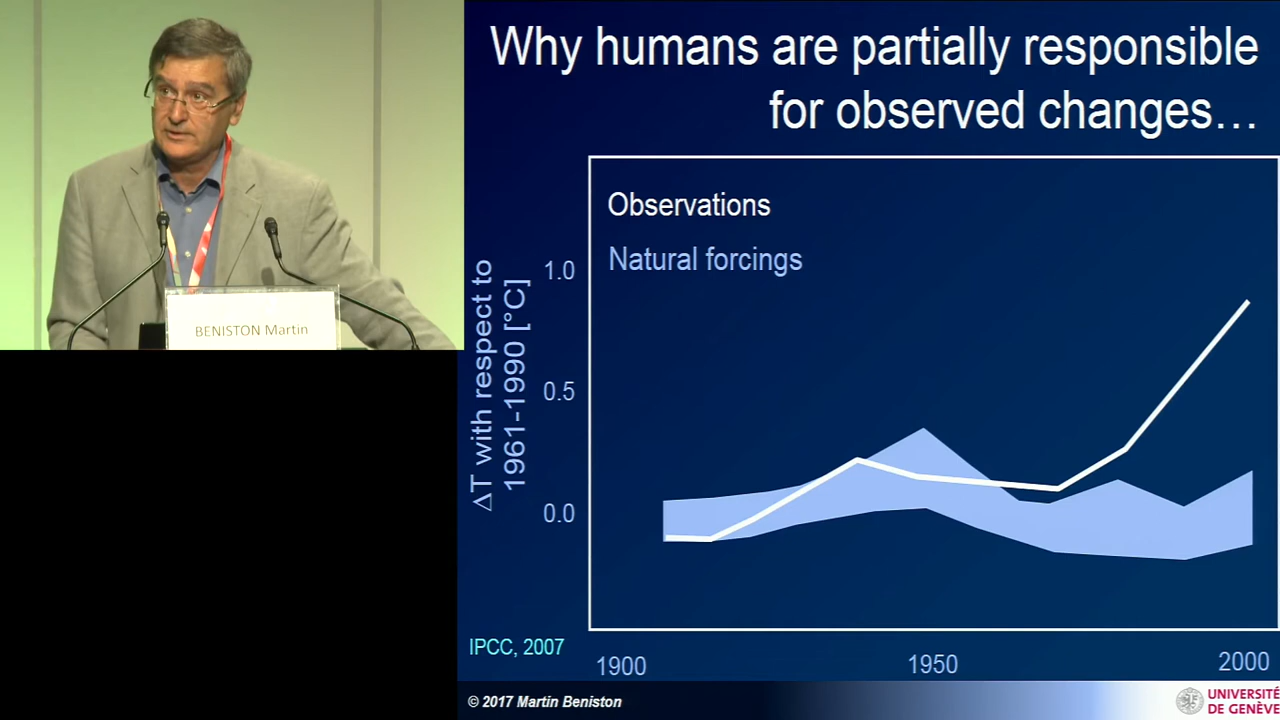 Why humans are partially responsible
for observed changes…
Observations
Natural forcings
ΔT with respect to
1961-1990 [°C]
1.0
0.5
0.0
1900
1950
2000
IPCC, 2007
BENISTON Martin
© 2017 Martin Beniston
UNIVERSITÉ
DE GENÈVE